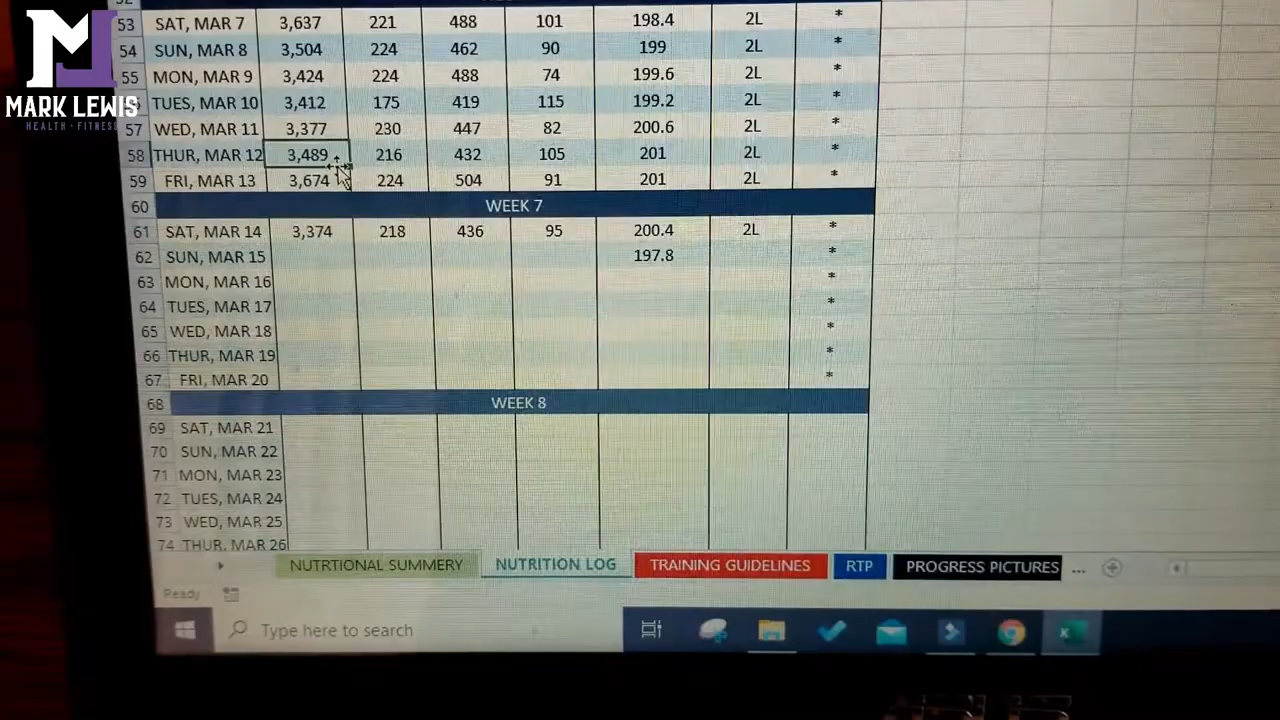 MJ
MARK LEWIS
HEALTH · FITNESS
53 SAT, MAR 7 3,637 221 488 101 198.4 2L *
54 SUN, MAR 8 3,504 224 462 90 199 2L *
55 MON, MAR 9 3,424 224 488 74 199.6 2L *
TUES, MAR 10 3,412 175 419 115 199.2 2L *
57 WED, MAR 11 3,377 230 447 82 200.6 2L *
58 THUR, MAR 12 3,489 216 432 105 201 2L *
59 FRI, MAR 13 3,674 224 504 91 201 2L *
60 WEEK 7
61 SAT, MAR 14 3,374 218 436 95 200.4 2L *
62 SUN, MAR 15 197.8 *
63 MON, MAR 16 *
64 TUES, MAR 17 *
65 WED, MAR 18 *
66 THUR, MAR 19 *
67 FRI, MAR 20 *
68 WEEK 8
69 SAT, MAR 21
70 SUN, MAR 22
71 MON, MAR 23
72 TUES, MAR 24
73 WED, MAR 25
74 THUR, MAR 26
NUTRTIONAL SUMMERY NUTRITION LOG TRAINING GUIDELINES RTP PROGRESS PICTURES ...
Ready
Type here to search